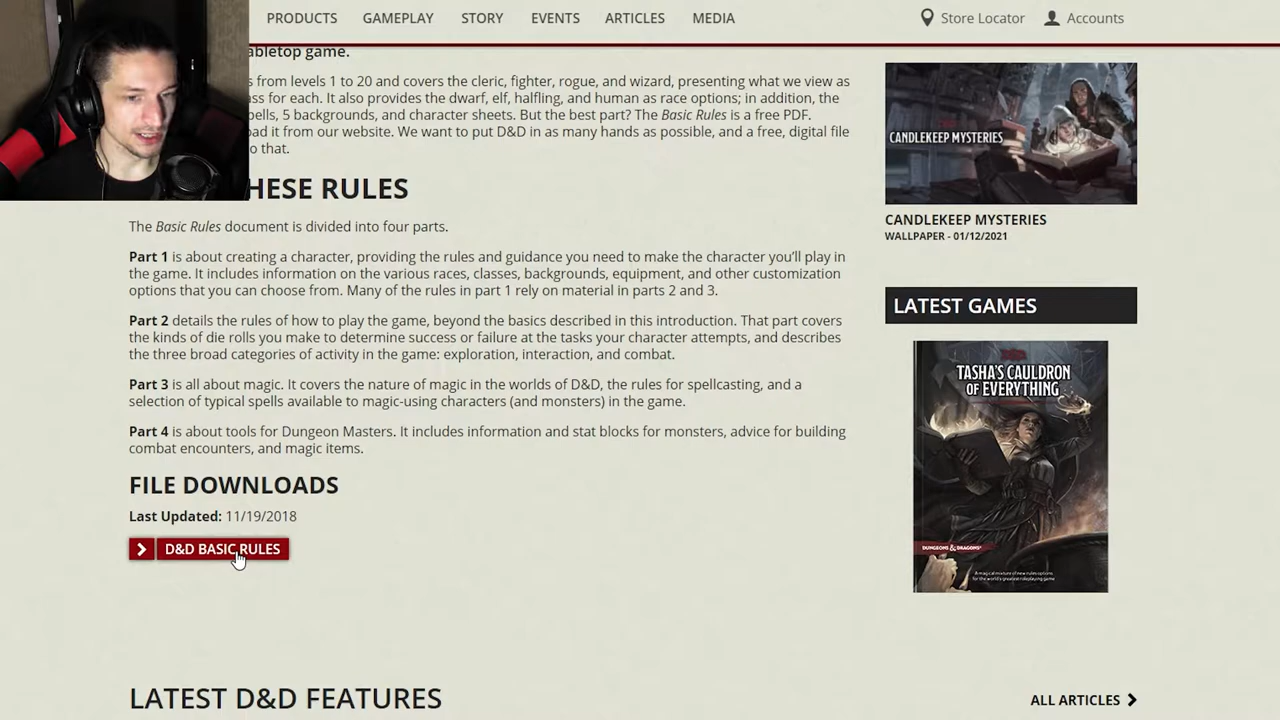 PRODUCTS GAMEPLAY STORY EVENTS ARTICLES MEDIA Store Locator Accounts
abletop game.
s from levels 1 to 20 and covers the cleric, fighter, rogue, and wizard, presenting what we view as
ass for each. It also provides the dwarf, elf, halfling, and human as race options; in addition, the
pells, 5 backgrounds, and character sheets. But the best part? The Basic Rules is a free PDF.
oad it from our website. We want to put D&D in as many hands as possible, and a free, digital file
o that.
HESE RULES
The Basic Rules document is divided into four parts.
Part 1 is about creating a character, providing the rules and guidance you need to make the character you'll play in
the game. It includes information on the various races, classes, backgrounds, equipment, and other customization
options that you can choose from. Many of the rules in part 1 rely on material in parts 2 and 3.
Part 2 details the rules of how to play the game, beyond the basics described in this introduction. That part covers
the kinds of die rolls you make to determine success or failure at the tasks your character attempts, and describes
the three broad categories of activity in the game: exploration, interaction, and combat.
Part 3 is all about magic. It covers the nature of magic in the worlds of D&D, the rules for spellcasting, and a
selection of typical spells available to magic-using characters (and monsters) in the game.
Part 4 is about tools for Dungeon Masters. It includes information and stat blocks for monsters, advice for building
combat encounters, and magic items.
FILE DOWNLOADS
Last Updated: 11/19/2018
D&D BASIC RULES
CANDLEKEEP MYSTERIES
CANDLEKEEP MYSTERIES
WALLPAPER - 01/12/2021
LATEST GAMES
TASHA'S CAULDRON
OF EVERYTHING
DUNGEONS & DRAGONS
A magical mixture of new rules options
for the world's greatest roleplaying game
LATEST D&D FEATURES
ALL ARTICLES